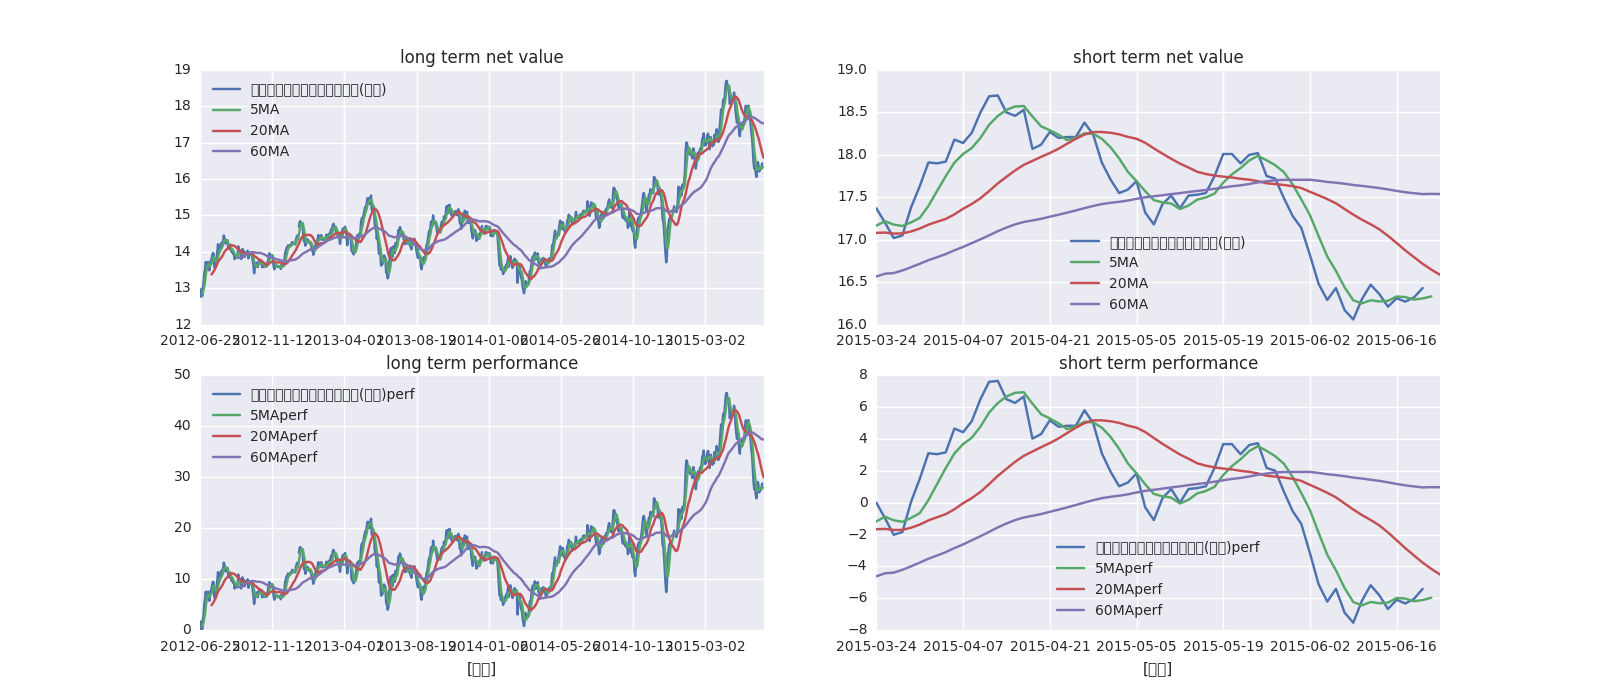 long term net value
19
18
17
16
15
14
13
12
(
)
5MA
20MA
60MA
2012-06-25
2012-11-12
2013-04-01
2013-08-19
2014-01-06
2014-05-26
2014-10-13
2015-03-02
short term net value
19.0
18.5
18.0
17.5
17.0
16.5
16.0
5MA
20MA
60MA
2015-03-24 2015-04-07 2015-04-21 2015-05-05 2015-05-19 2015-06-02 2015-06-16
long term performance
50
40
30
20
10
0
perf
5MAperf
20MAperf
60MAperf
2012-06-25
2012-11-12
2013-04-01
2013-08-19
2014-01-06
2014-05-26
2014-10-13
2015-03-02
short term performance
8
6
4
2
0
−2
−4
−6
−8
perf
5MAperf
20MAperf
60MAperf
2015-03-24 2015-04-07 2015-04-21 2015-05-05 2015-05-19 2015-06-02 2015-06-16